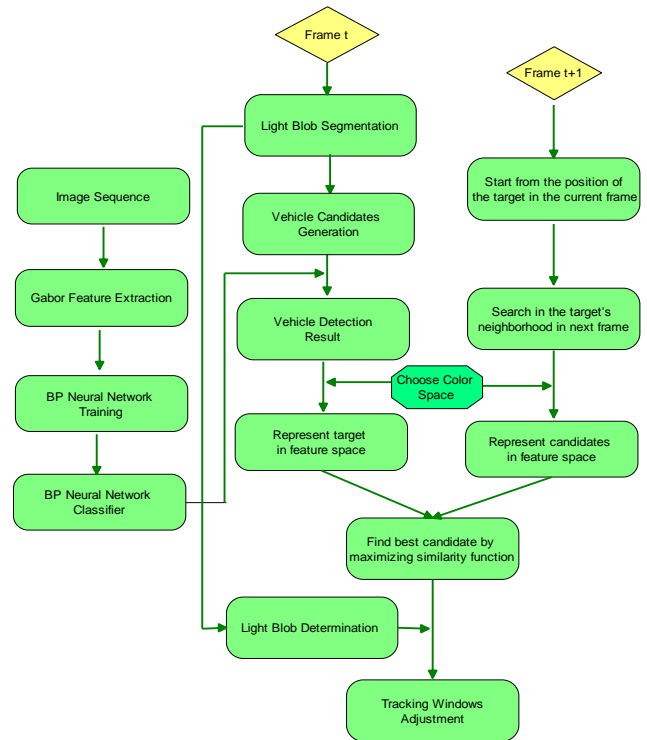 Frame t
Frame t+1
Light Blob Segmentation
Start from the position of
the target in the current frame
Image Sequence
Vehicle Candidates
Generation
Gabor Feature Extraction
Vehicle Detection
Result
Search in the target's
neighborhood in next frame
BP Neural Network
Training
Choose Color
Space
Represent target
in feature space
Represent candidates
in feature space
BP Neural Network
Classifier
Find best candidate by
maximizing similarity function
Light Blob Determination
Tracking Windows
Adjustment